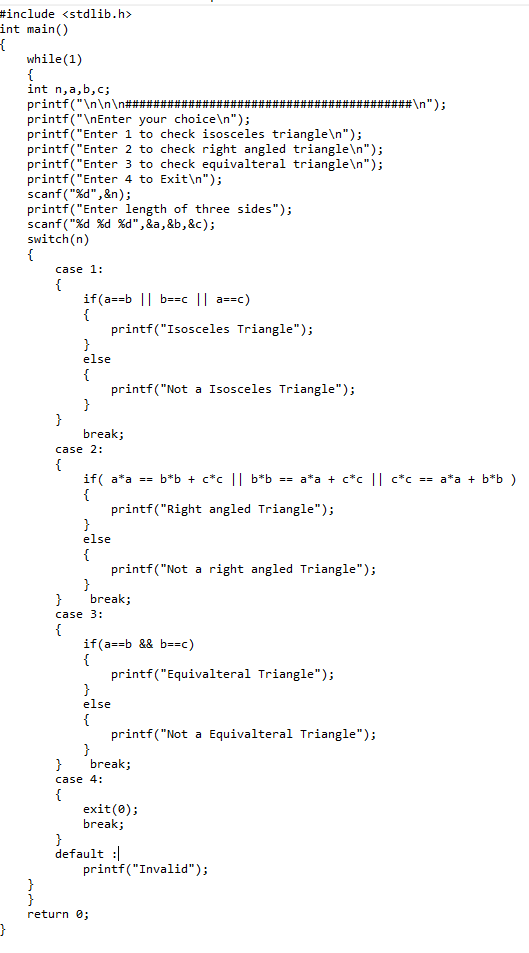 #include <stdlib.h>
int main()
{
    while(1)
    {
    int n,a,b,c;
    printf("\n\n\n#########################################\n");
    printf("\nEnter your choice\n");
    printf("Enter 1 to check isosceles triangle\n");
    printf("Enter 2 to check right angled triangle\n");
    printf("Enter 3 to check equivalteral triangle\n");
    printf("Enter 4 to Exit\n");
    scanf("%d",&n);
    printf("Enter length of three sides");
    scanf("%d %d %d",&a,&b,&c);
    switch(n)
    {
        case 1:
        {
            if(a==b || b==c || a==c)
            {
                printf("Isosceles Triangle");
            }
            else
            {
                printf("Not a Isosceles Triangle");
            }
        }
            break;
        case 2:
        {
            if( a*a == b*b + c*c || b*b == a*a + c*c || c*c == a*a + b*b )
            {
                printf("Right angled Triangle");
            }
            else
            {
                printf("Not a right angled Triangle");
            }
        }    break;
        case 3:
        {
            if(a==b && b==c)
            {
                printf("Equivalteral Triangle");
            }
            else
            {
                printf("Not a Equivalteral Triangle");
            }
        }    break;
        case 4:
        {
            exit(0);
            break;
        }
        default :
            printf("Invalid");
    }
    }
    return 0;
}